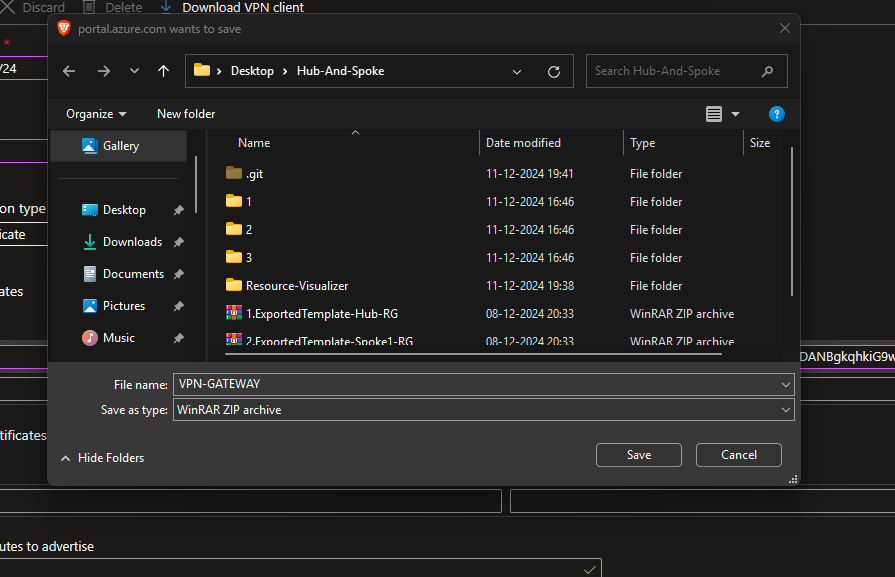 Discard Delete Download VPN client
portal.azure.com wants to save
*
/24
Desktop Hub-And-Spoke
Search Hub-And-Spoke
Organize New folder
?
Gallery
Name Date modified Type Size
.git 11-12-2024 19:41 File folder
1 11-12-2024 16:46 File folder
on type
Desktop
2 11-12-2024 16:46 File folder
icate
Downloads
3 11-12-2024 16:46 File folder
Documents
Resource-Visualizer 11-12-2024 19:38 File folder
ates
Pictures
1.ExportedTemplate-Hub-RG 08-12-2024 20:33 WinRAR ZIP archive
Music
2.ExportedTemplate-Spoke1-RG 08-12-2024 20:33 WinRAR ZIP archive
DANBgkqhkiG9w
File name: VPN-GATEWAY
Save as type: WinRAR ZIP archive
tificates
Hide Folders
Save Cancel
utes to advertise